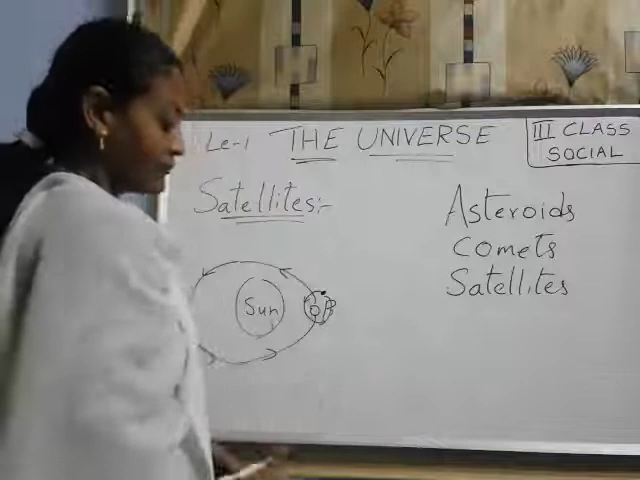 Le-1 THE UNIVERSE
III CLASS
SOCIAL
Satellites:-
Asteroids
comets
Satellites
Sun